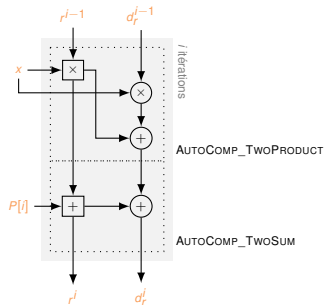 r^{i−1} d_r^{i−1}
i itérations
x
×
×
+
AUTOCOMP_TWOPRODUCT
P[i]
+
+
AUTOCOMP_TWOSUM
r^i d_r^i